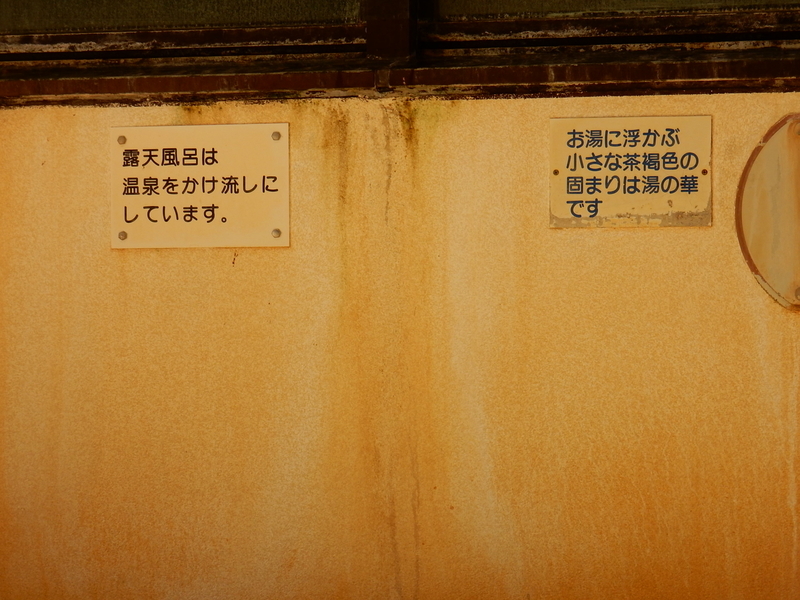 露天風呂は
温泉をかけ流しに
しています。
お湯に浮かぶ
小さな茶褐色の
固まりは湯の華
です